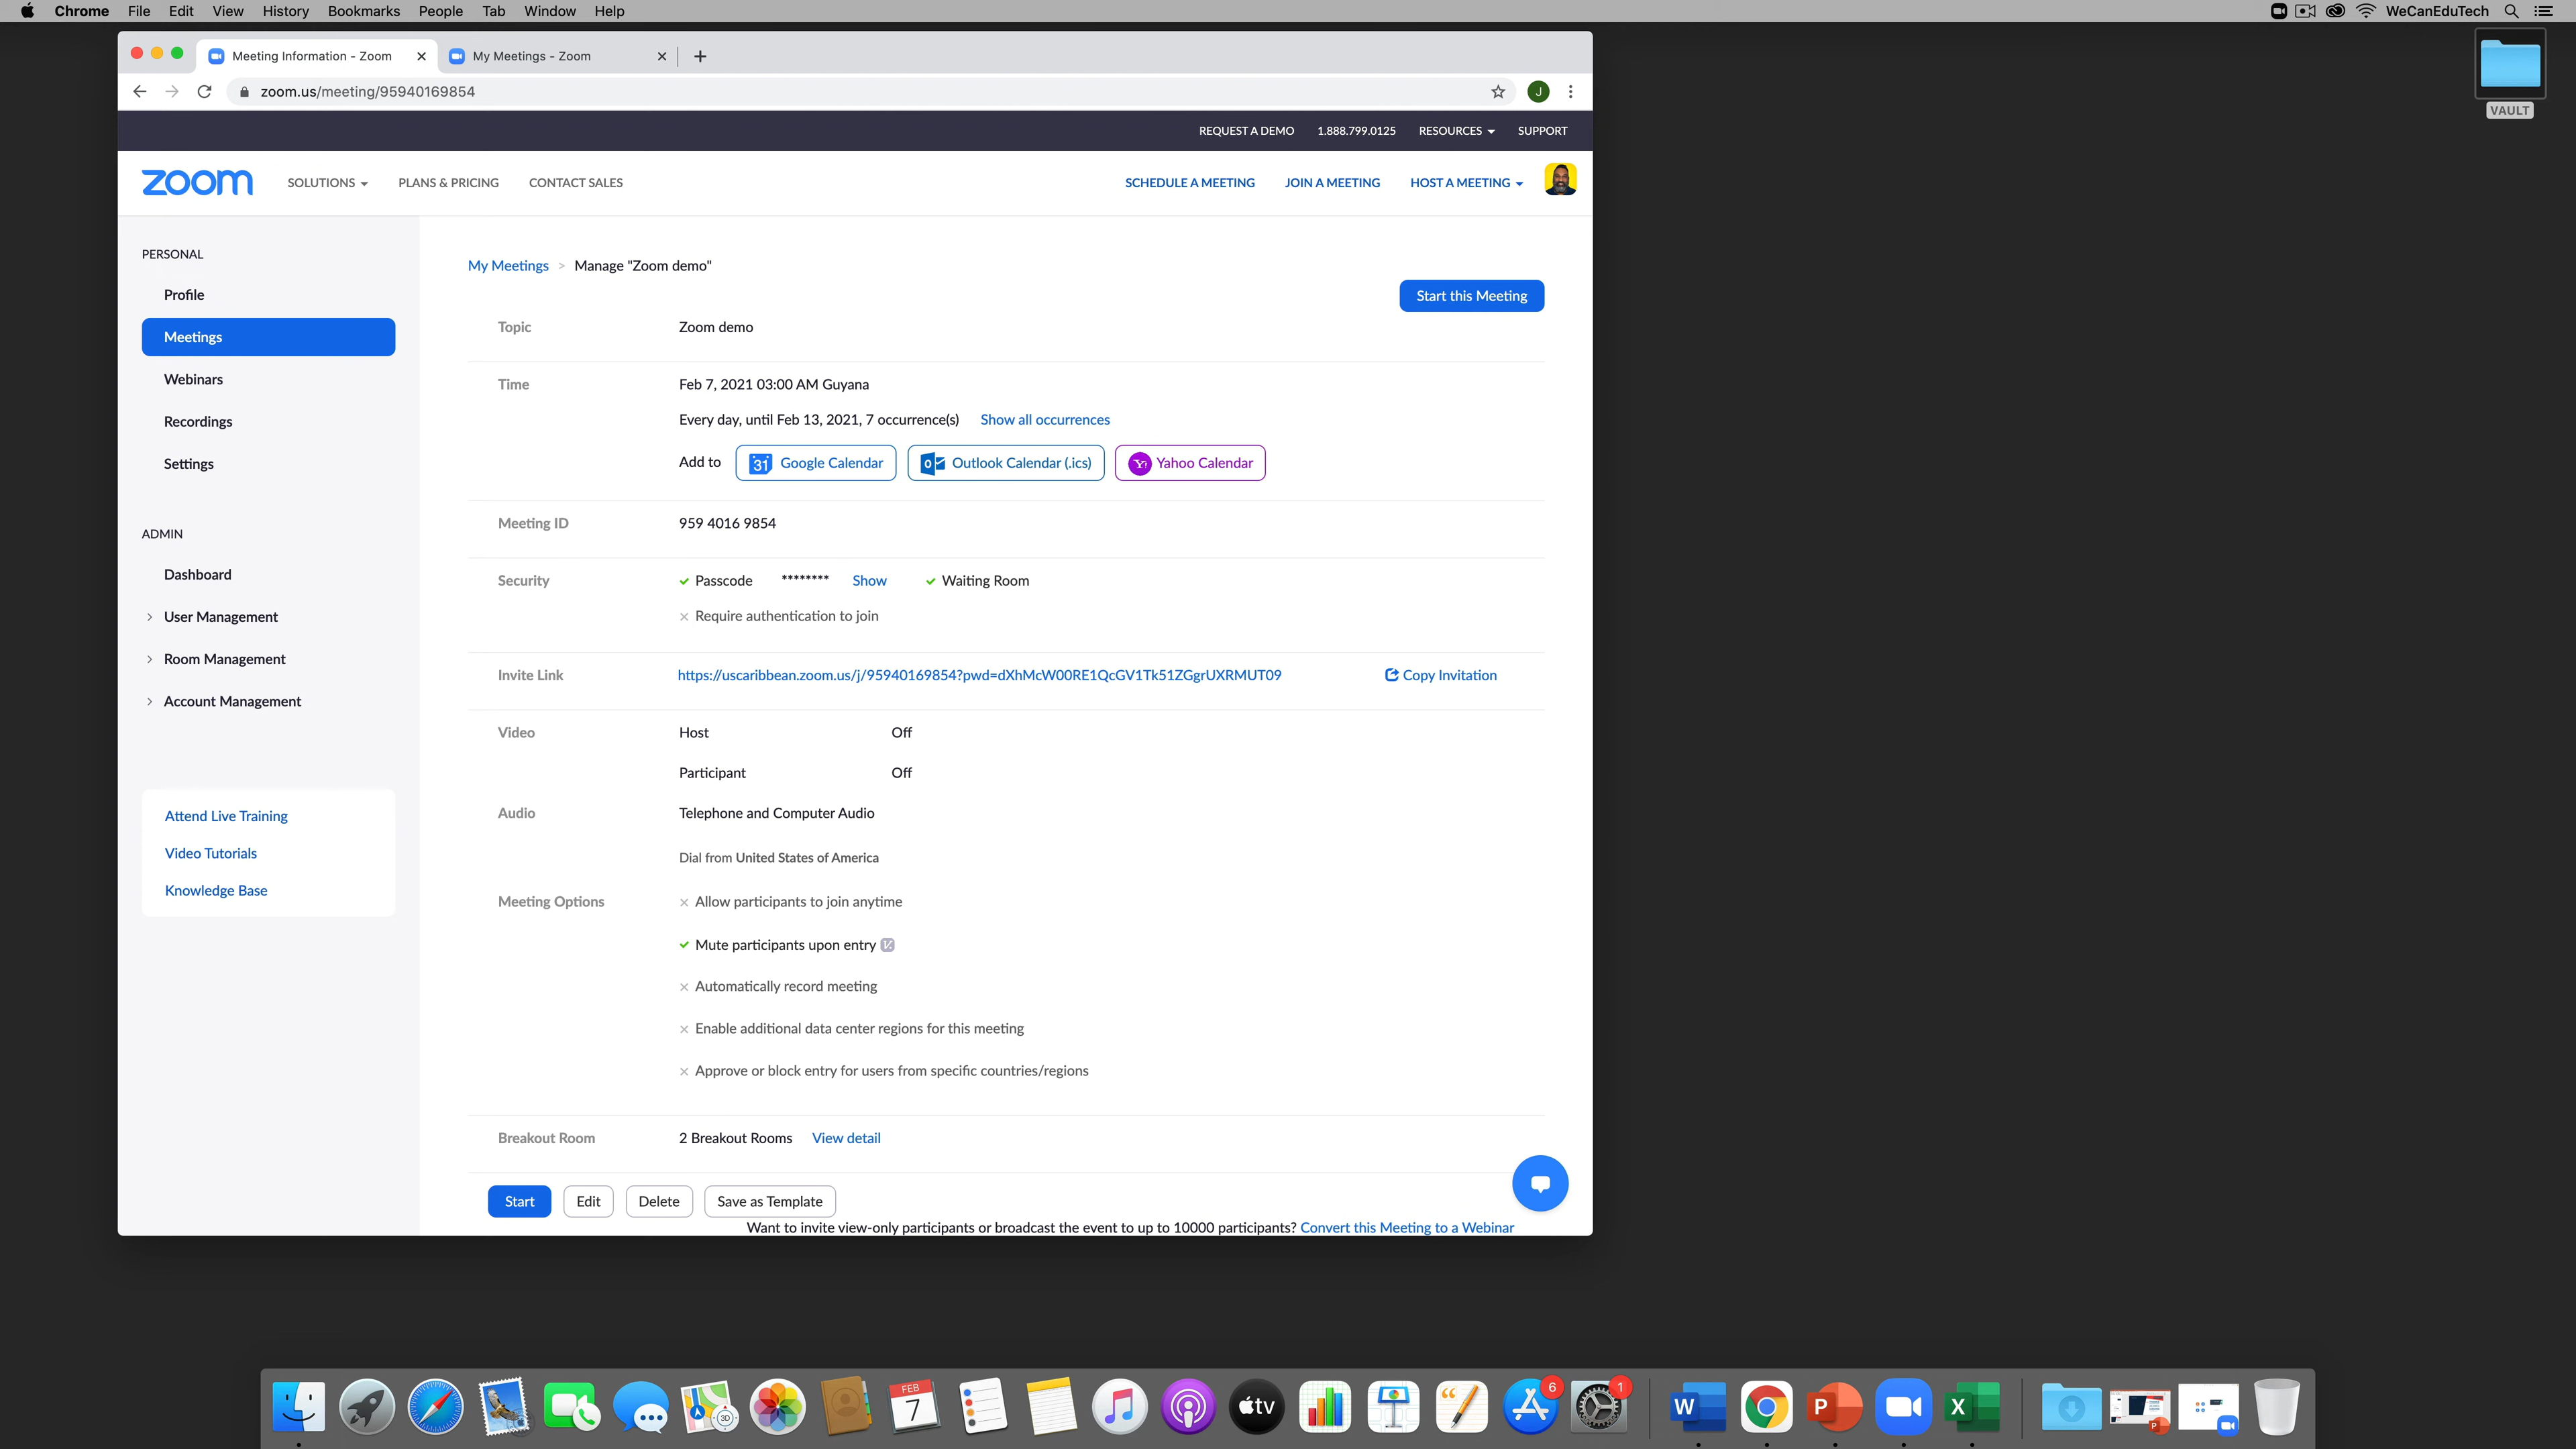 Chrome File Edit View History Bookmarks People Tab Window Help WeCanEduTech
VAULT
Meeting Information - Zoom My Meetings - Zoom
zoom.us/meeting/95940169854 J
REQUEST A DEMO 1.888.799.0125 RESOURCES SUPPORT
zoom SOLUTIONS PLANS & PRICING CONTACT SALES SCHEDULE A MEETING JOIN A MEETING HOST A MEETING
PERSONAL
Profile
Meetings
Webinars
Recordings
Settings
ADMIN
Dashboard
User Management
Room Management
Account Management
Attend Live Training
Video Tutorials
Knowledge Base
My Meetings > Manage "Zoom demo"
Start this Meeting
Topic Zoom demo
Time Feb 7, 2021 03:00 AM Guyana
Every day, until Feb 13, 2021, 7 occurrence(s) Show all occurrences
Add to 31 Google Calendar Outlook Calendar (.ics) Y! Yahoo Calendar
Meeting ID 959 4016 9854
Security Passcode ******** Show Waiting Room
Require authentication to join
Invite Link https://uscaribbean.zoom.us/j/95940169854?pwd=dXhMcW00RE1QcGV1Tk51ZGgrUXRMUT09 Copy Invitation
Video Host Off
Participant Off
Audio Telephone and Computer Audio
Dial from United States of America
Meeting Options Allow participants to join anytime
Mute participants upon entry
Automatically record meeting
Enable additional data center regions for this meeting
Approve or block entry for users from specific countries/regions
Breakout Room 2 Breakout Rooms View detail
Start Edit Delete Save as Template
Want to invite view-only participants or broadcast the event to up to 10000 participants? Convert this Meeting to a Webinar
3D FEB 7 tv 6 1 W P X P